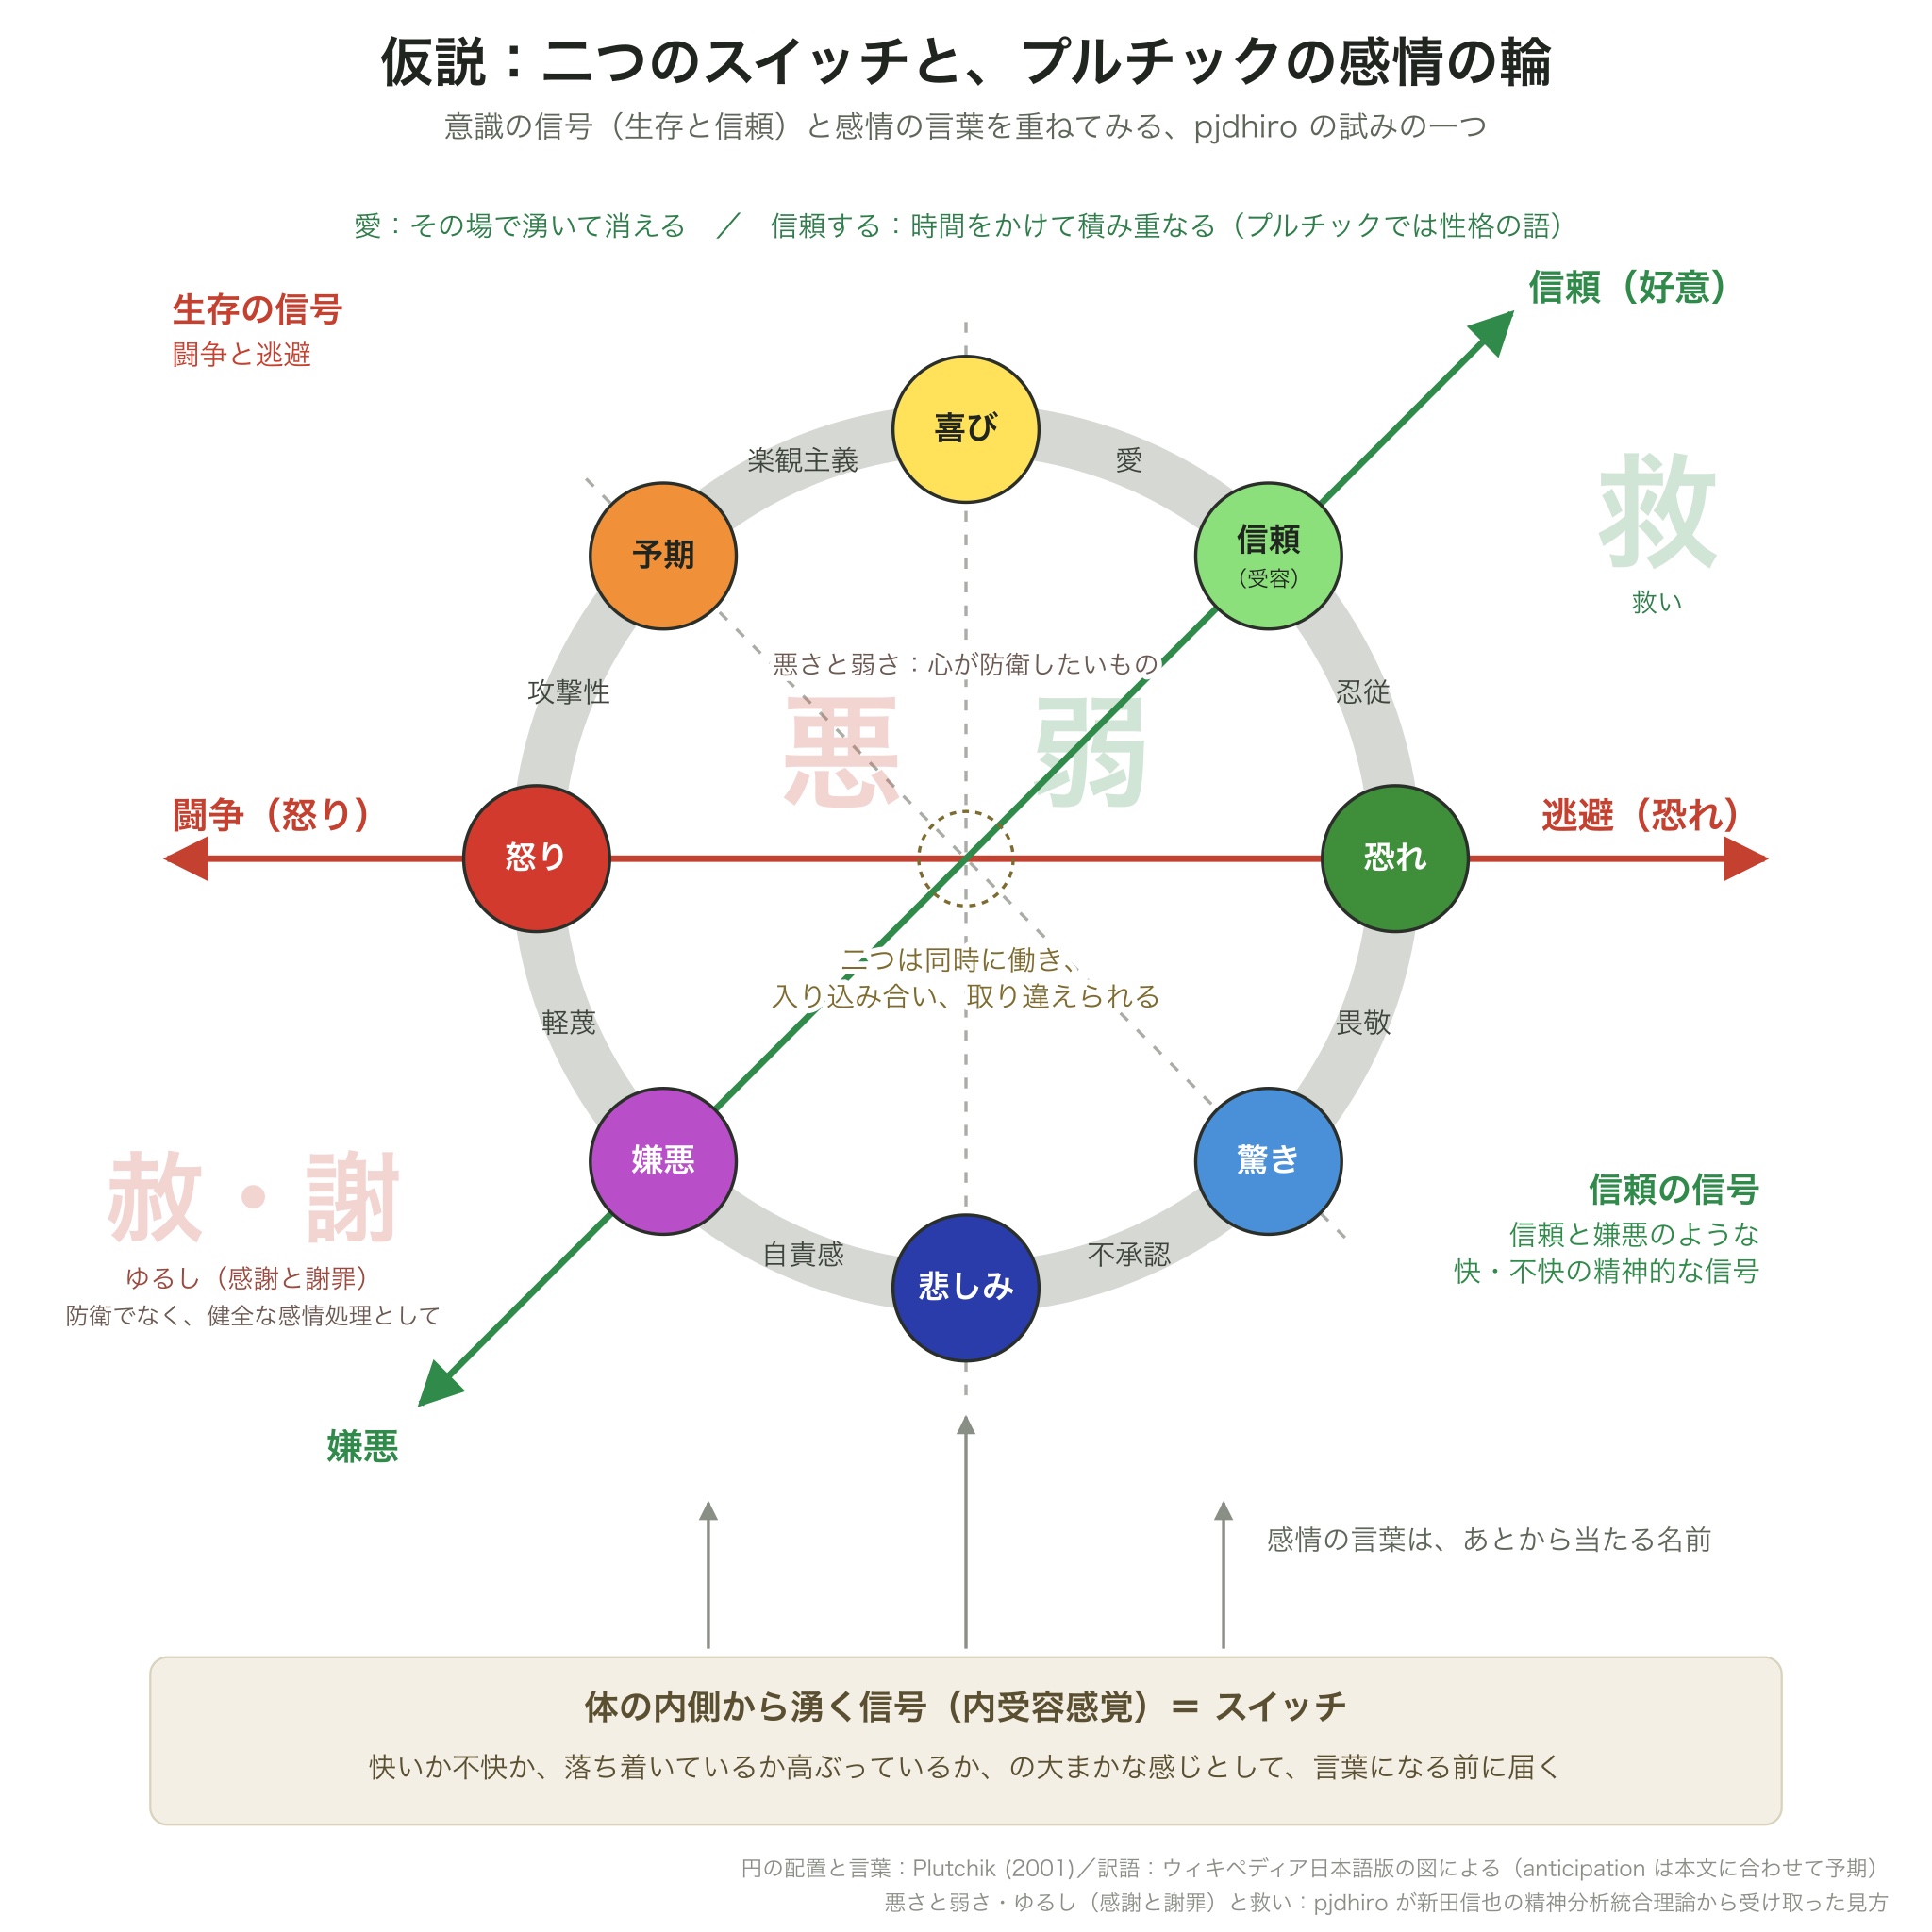 仮説：二つのスイッチと、プルチックの感情の輪
意識の信号（生存と信頼）と感情の言葉を重ねてみる、pjdhiro の試みの一つ
愛：その場で湧いて消える　／　信頼する：時間をかけて積み重なる（プルチックでは性格の語）
生存の信号
闘争と逃避
信頼（好意）
喜び
楽観主義
愛
予期
信頼
（受容）
救
救い
悪さと弱さ：心が防衛したいもの
攻撃性
忍従
悪
弱
闘争（怒り）
逃避（恐れ）
怒り
恐れ
二つは同時に働き、
入り込み合い、取り違えられる
軽蔑
畏敬
嫌悪
驚き
赦・謝
ゆるし（感謝と謝罪）
防衛でなく、健全な感情処理として
信頼の信号
信頼と嫌悪のような
快・不快の精神的な信号
自責感
不承認
悲しみ
嫌悪
感情の言葉は、あとから当たる名前
体の内側から湧く信号（内受容感覚）＝ スイッチ
快いか不快か、落ち着いているか高ぶっているか、の大まかな感じとして、言葉になる前に届く
円の配置と言葉：Plutchik (2001)／訳語：ウィキペディア日本語版の図による（anticipation は本文に合わせて予期）
悪さと弱さ・ゆるし（感謝と謝罪）と救い：pjdhiro が新田信也の精神分析統合理論から受け取った見方